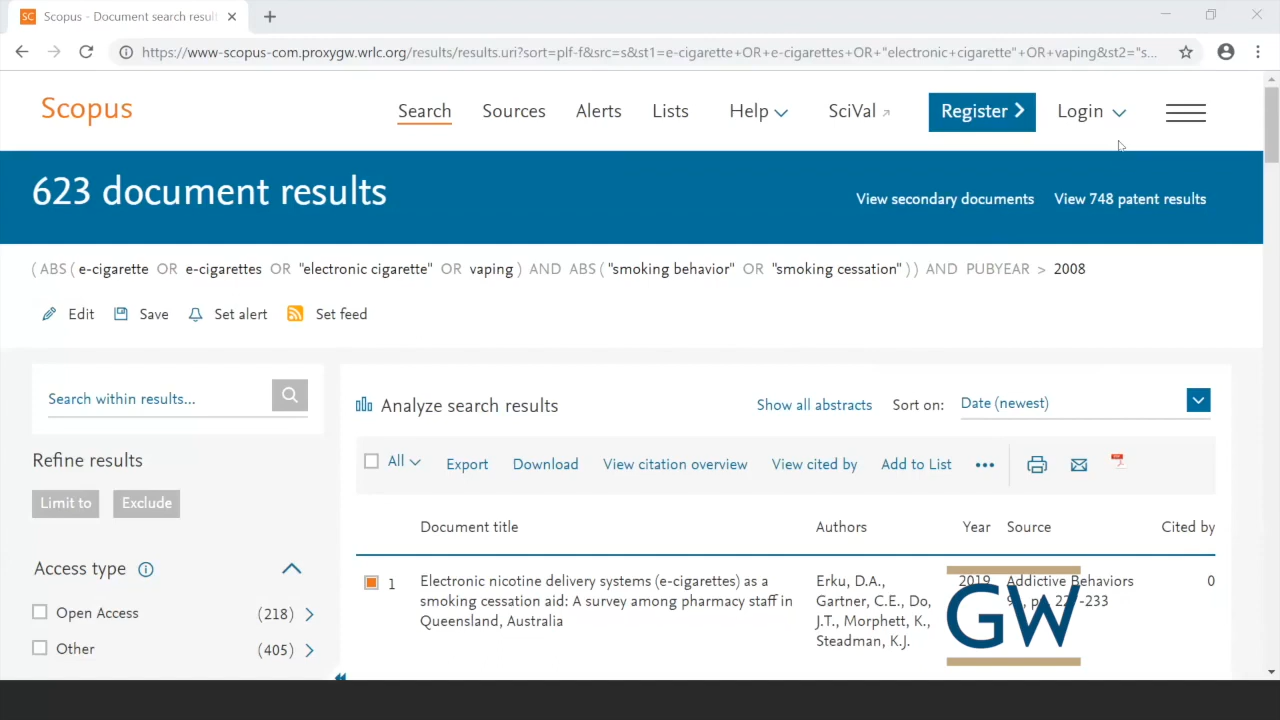 SC Scopus - Document search result
https://www-scopus-com.proxygw.wrlc.org/results/results.uri?sort=plf-f&src=s&st1=e-cigarette+OR+e-cigarettes+OR+"electronic+cigarette"+OR+vaping&st2="s...
Scopus Search Sources Alerts Lists Help SciVal Register Login
623 document results
View secondary documents View 748 patent results
( ABS ( e-cigarette OR e-cigarettes OR "electronic cigarette" OR vaping ) AND ABS ( "smoking behavior" OR "smoking cessation" ) ) AND PUBYEAR > 2008
Edit Save Set alert Set feed
Search within results...
Refine results
Limit to Exclude
Access type
Open Access (218)
Other (405)
Analyze search results Show all abstracts Sort on: Date (newest)
All Export Download View citation overview View cited by Add to List ••• PDF
Document title Authors Year Source Cited by
1 Electronic nicotine delivery systems (e-cigarettes) as a
smoking cessation aid: A survey among pharmacy staff in
Queensland, Australia
Erku, D.A.,
Gartner, C.E., Do,
J.T., Morphett, K.,
Steadman, K.J.
2019 Addictive Behaviors 0
-233
GW